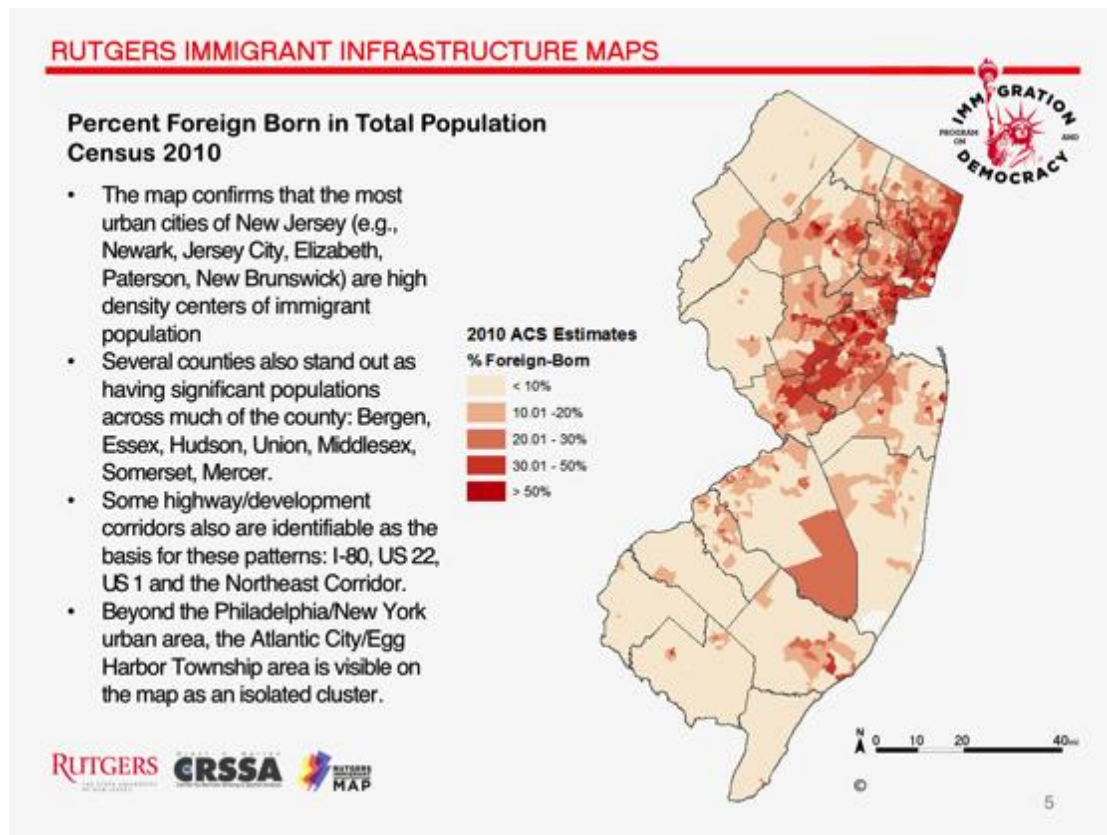 RUTGERS IMMIGRANT INFRASTRUCTURE MAPS
IMMIGRATION
PROGRAM
ON
AND
DEMOCRACY
Percent Foreign Born in Total Population
Census 2010
• The map confirms that the most
urban cities of New Jersey (e.g.,
Newark, Jersey City, Elizabeth,
Paterson, New Brunswick) are high
density centers of immigrant
population
• Several counties also stand out as
having significant populations
across much of the county: Bergen,
Essex, Hudson, Union, Middlesex,
Somerset, Mercer.
• Some highway/development
corridors also are identifiable as the
basis for these patterns: I-80, US 22,
US 1 and the Northeast Corridor.
• Beyond the Philadelphia/New York
urban area, the Atlantic City/Egg
Harbor Township area is visible on
the map as an isolated cluster.
2010 ACS Estimates
% Foreign-Born
< 10%
10.01 -20%
20.01 - 30%
30.01 - 50%
> 50%
N
0 10 20 40
©
RUTGERS
CRSSA
RUTGERS
IMMIGRANT
MAP
5